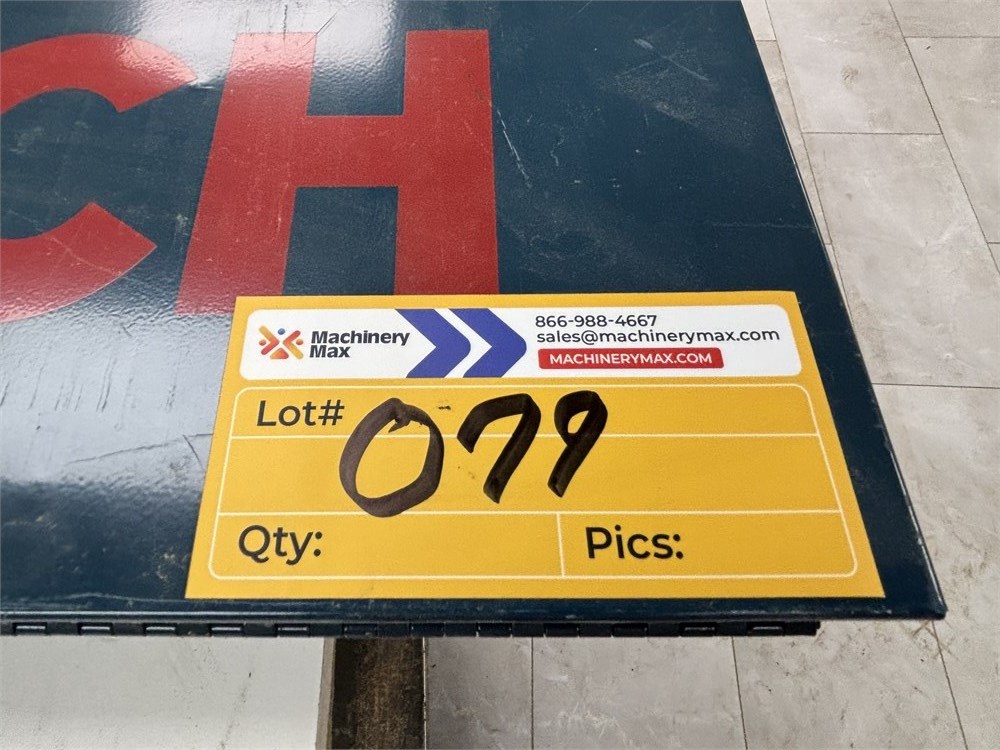 CH
Machinery
Max
866-988-4667
sales@machinerymax.com
MACHINERYMAX.COM
Lot# 079
Qty:
Pics: